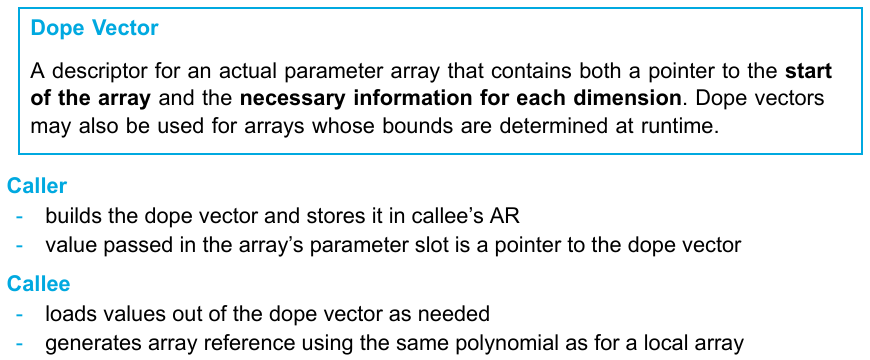 Dope Vector
A descriptor for an actual parameter array that contains both a pointer to the start
of the array and the necessary information for each dimension. Dope vectors
may also be used for arrays whose bounds are determined at runtime.
Caller
- builds the dope vector and stores it in callee's AR
- value passed in the array's parameter slot is a pointer to the dope vector
Callee
- loads values out of the dope vector as needed
- generates array reference using the same polynomial as for a local array